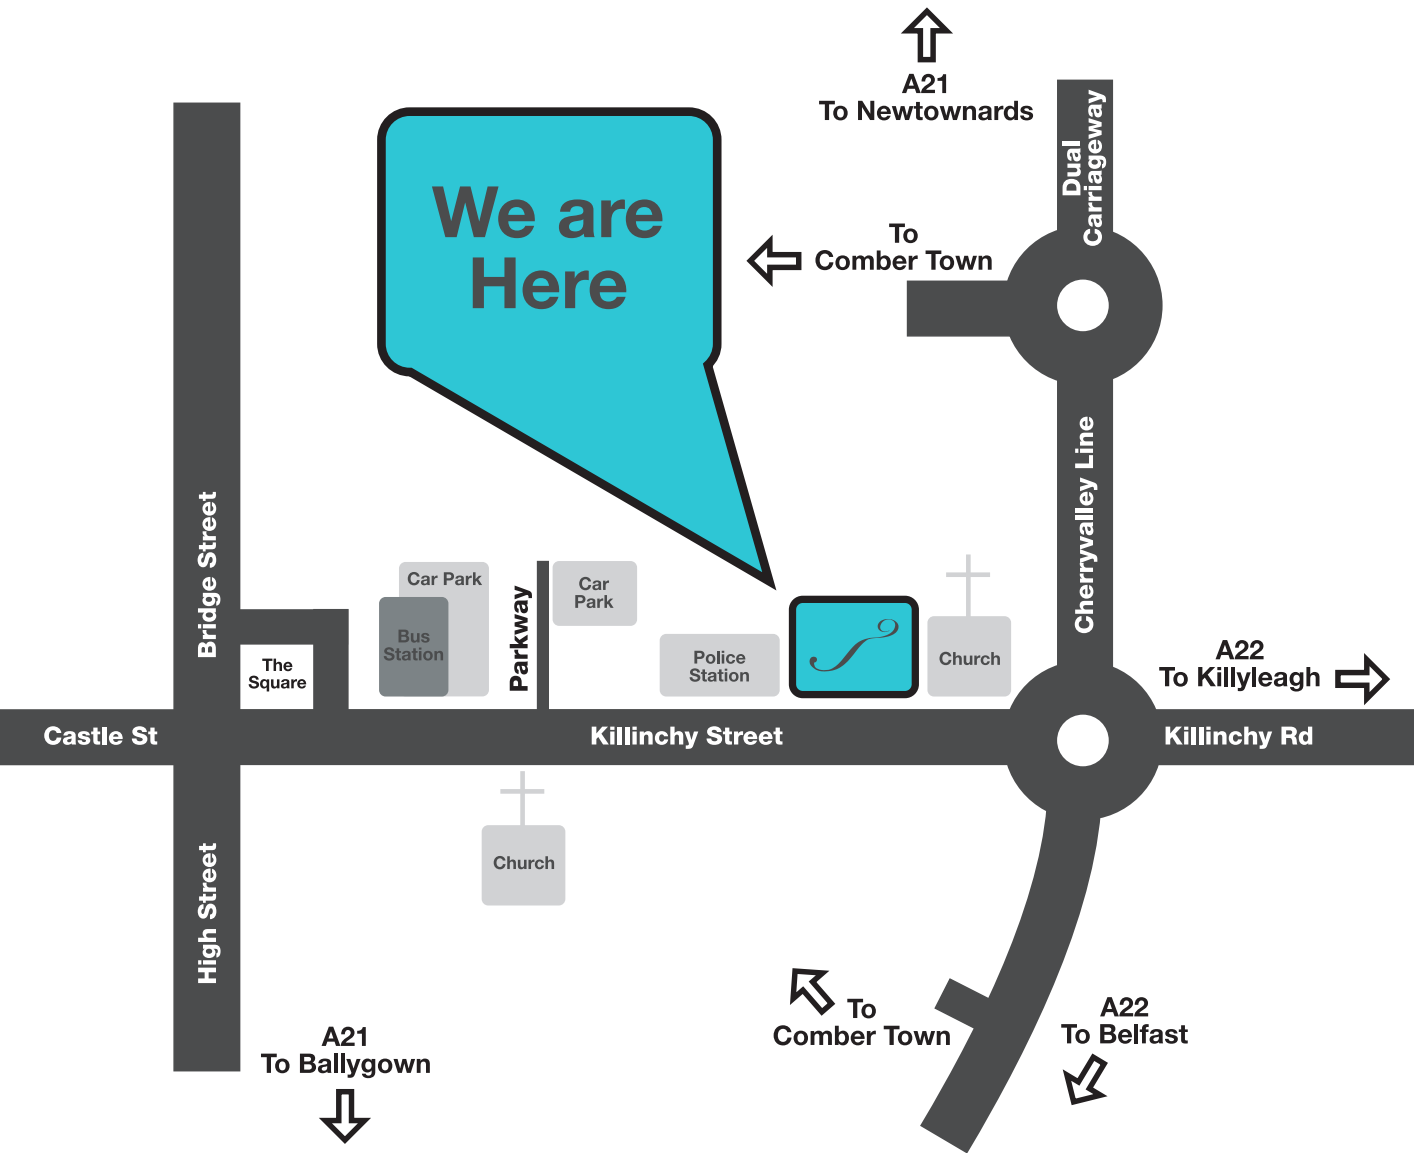 A21
To Newtownards
Dual
Carriageway
We are
Here
To
Comber Town
Cherryvalley Line
Bridge Street
Car Park
Bus
Station
Parkway
Car
Park
Police
Station
Church
The
Square
A22
To Killyleagh
Castle St
Killinchy Street
Killinchy Rd
Church
High Street
A21
To Ballygown
To
Comber Town
A22
To Belfast